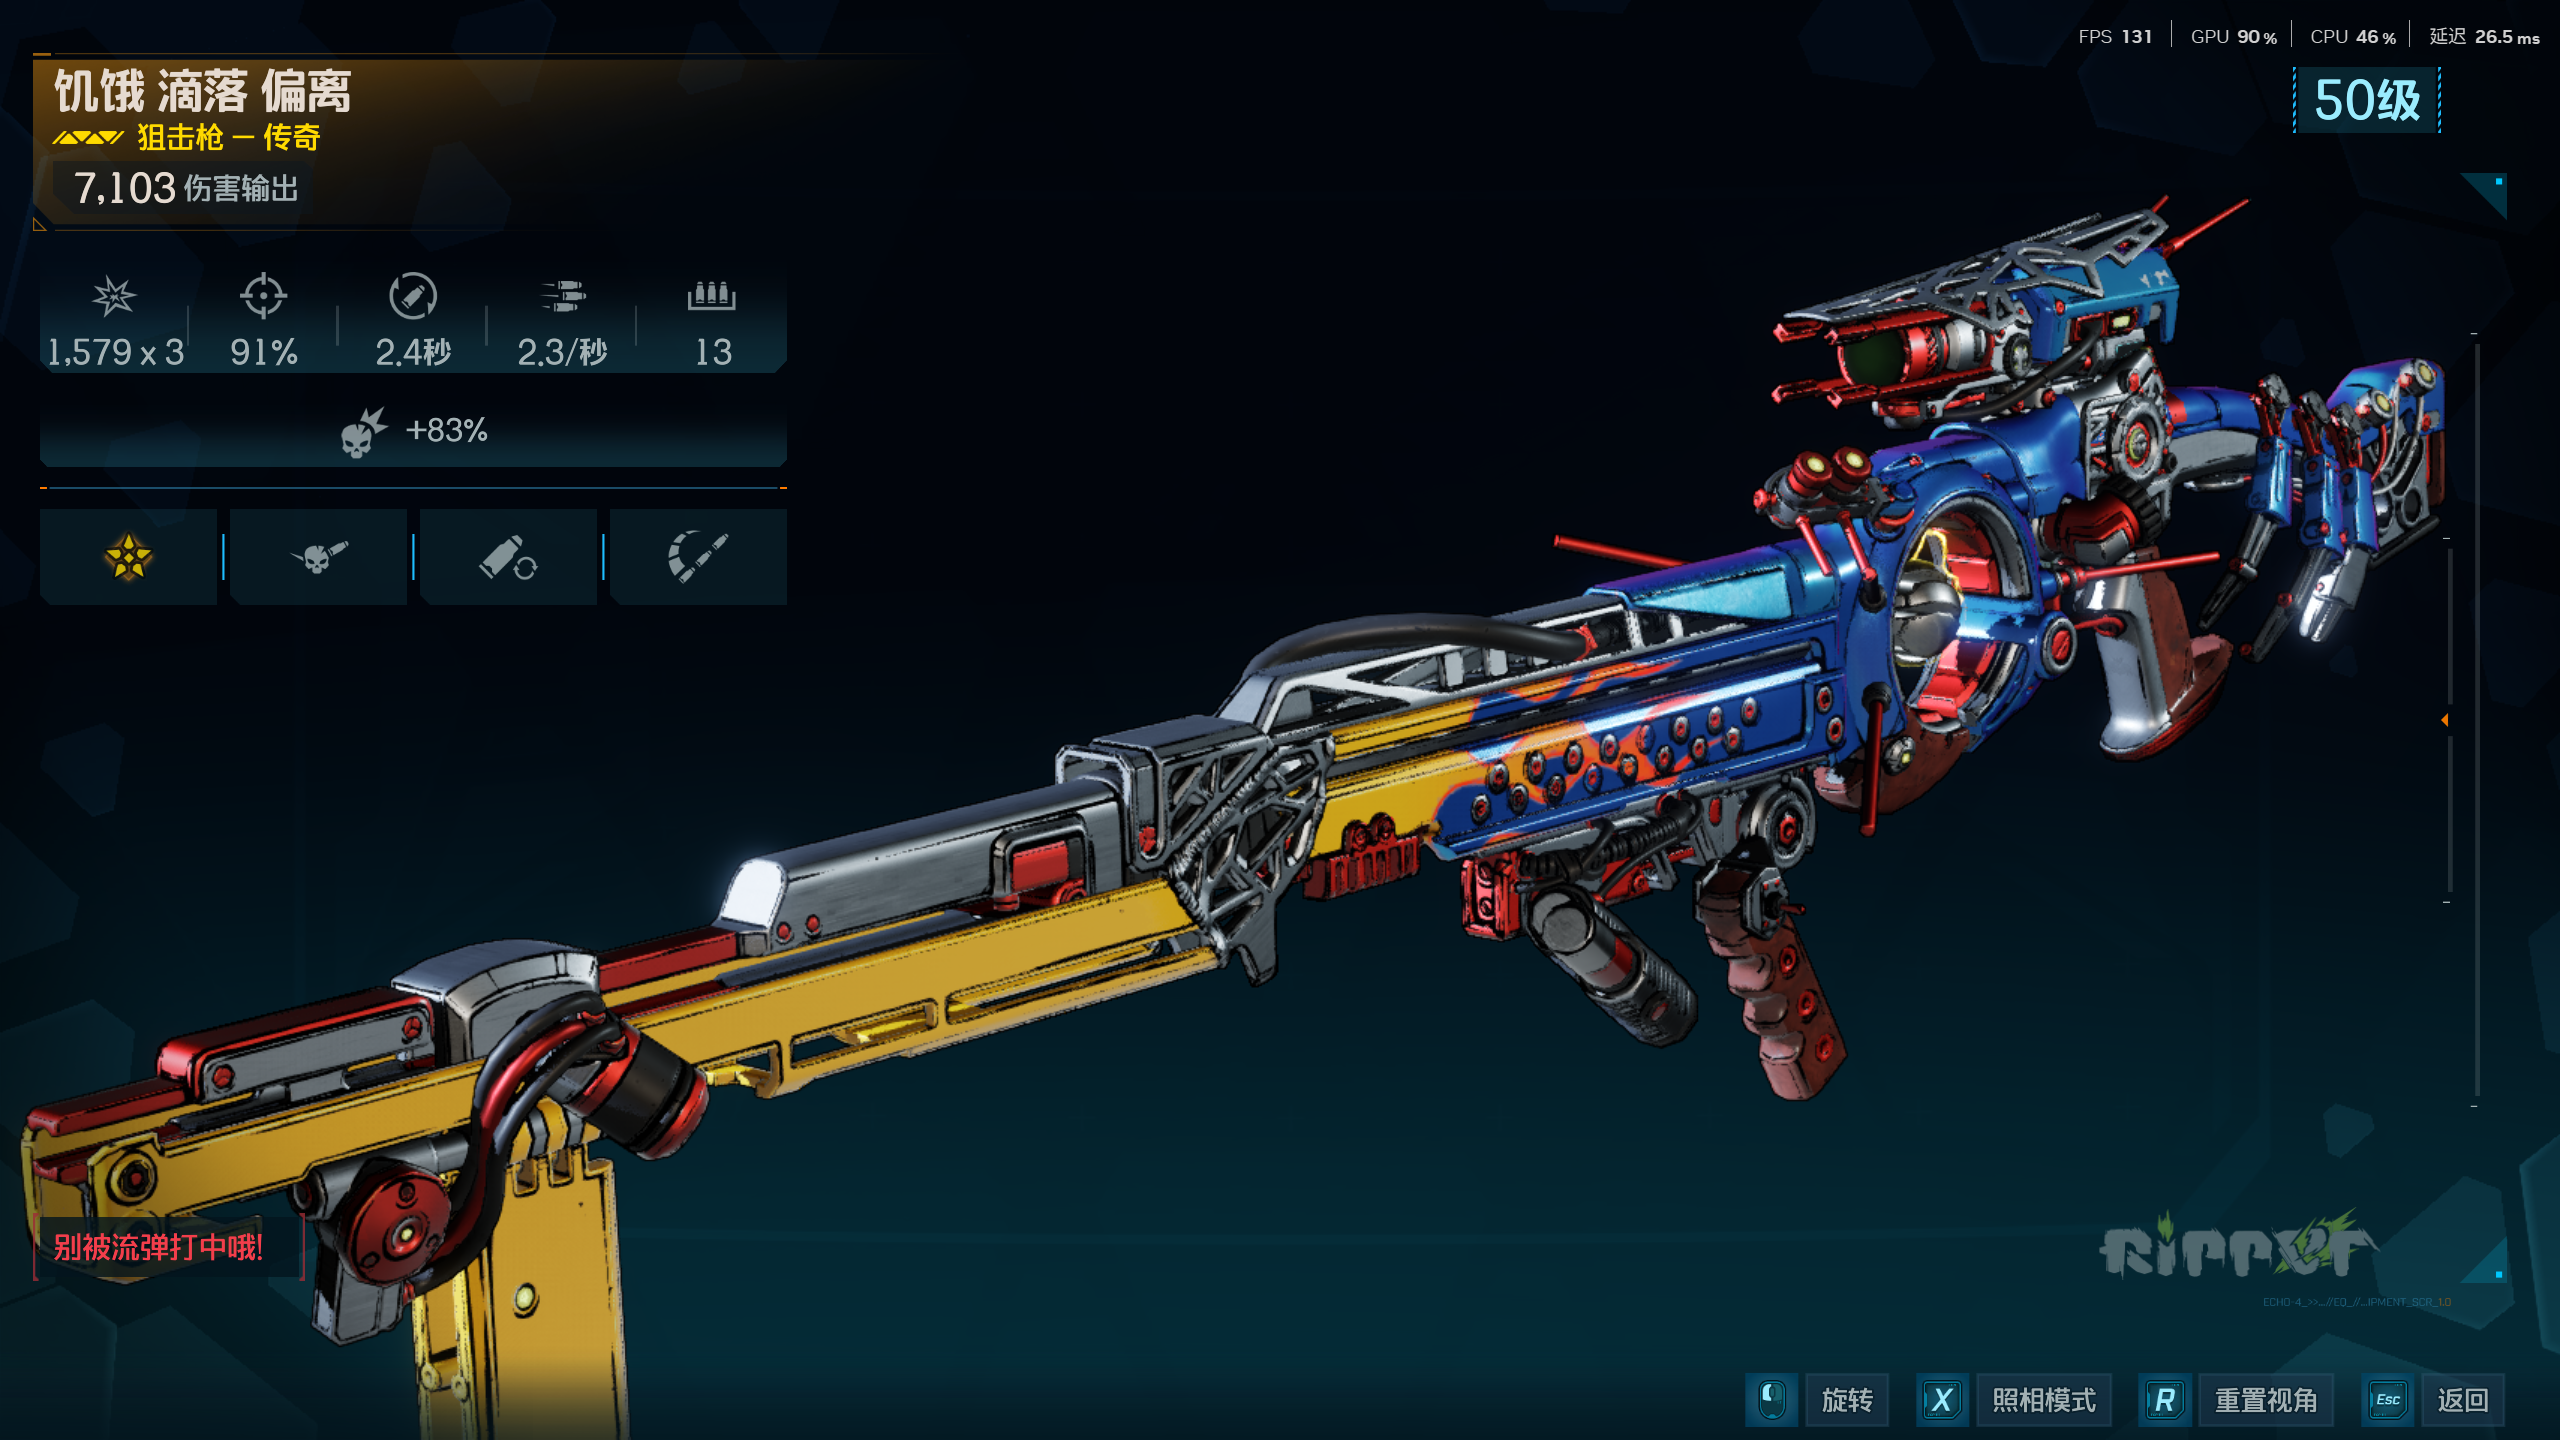 FPS 131 GPU 90% CPU 46% 延迟 26.5 ms
饥饿 滴落 偏离
狙击枪 – 传奇
7,103 伤害输出
50级
1,579 x 3 91% 2.4秒 2.3/秒 13
+83%
别被流弹打中哦!
RIPPER
旋转 X 照相模式 R 重置视角 Esc 返回